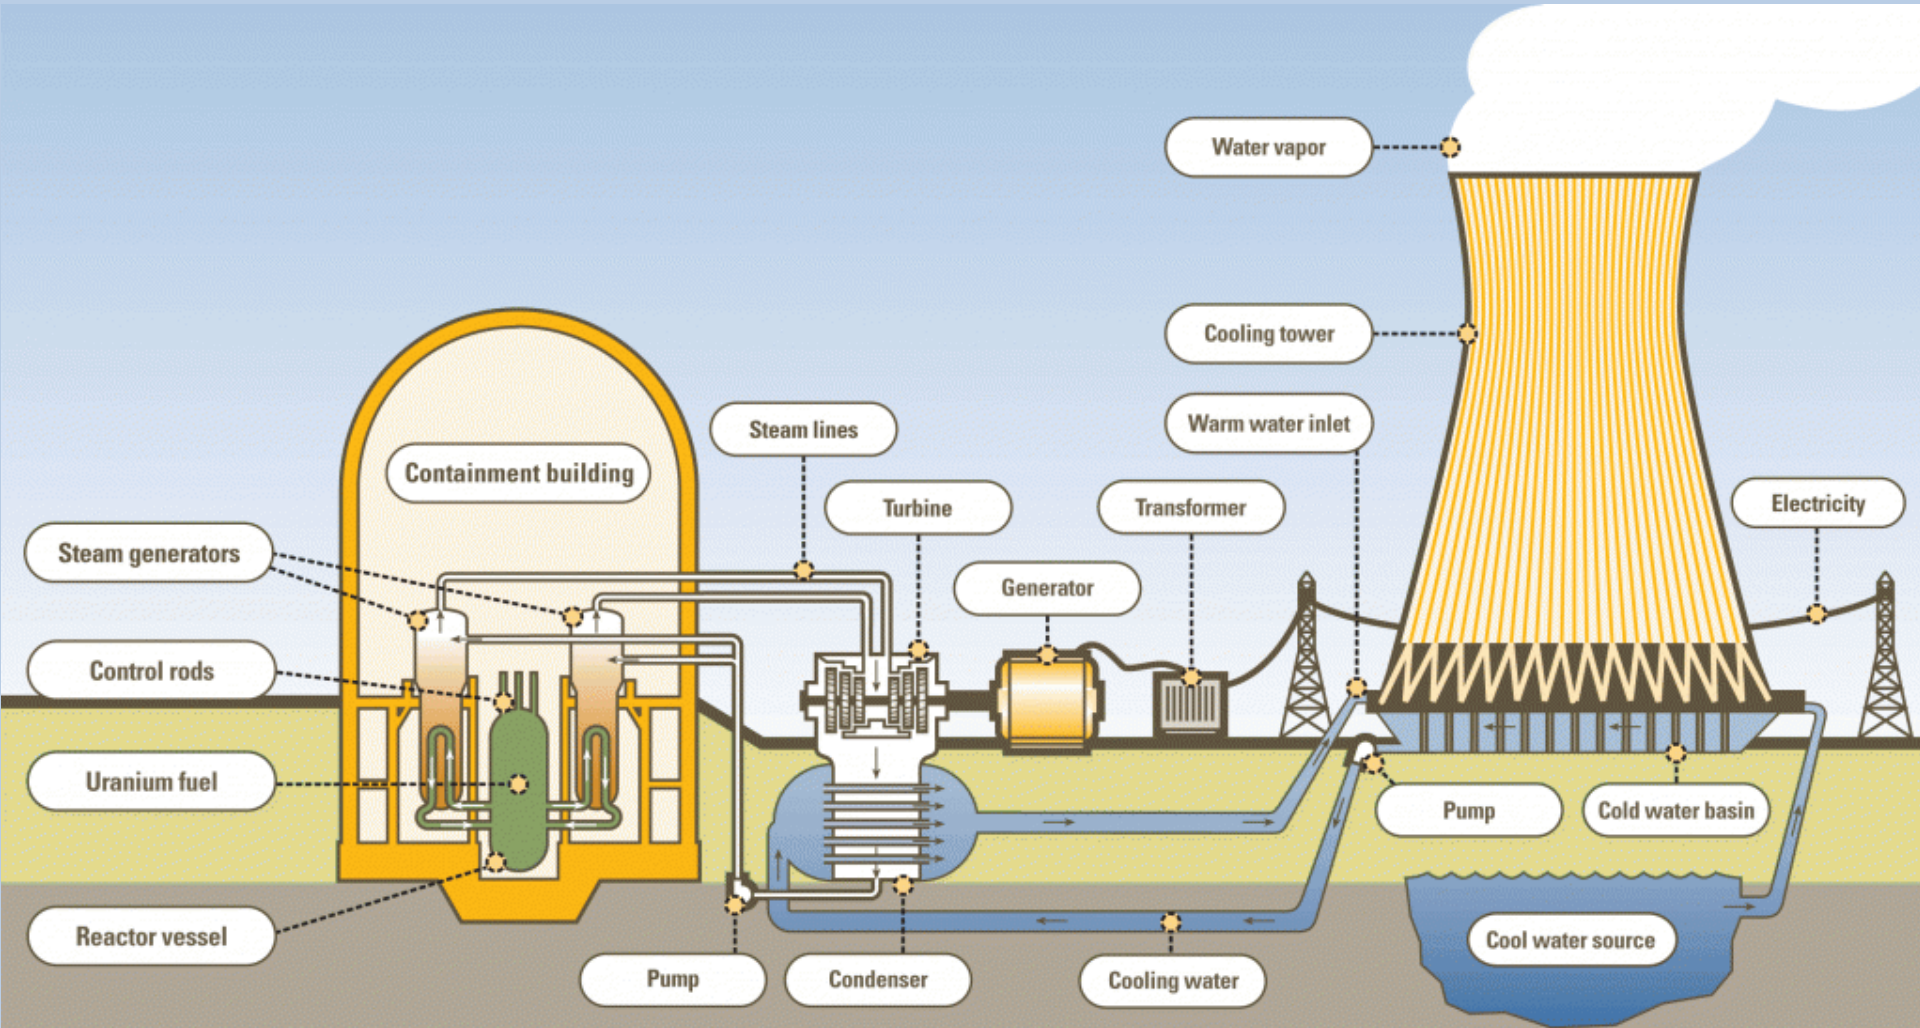 Water vapor
Cooling tower
Warm water inlet
Steam lines
Containment building
Turbine
Transformer
Electricity
Steam generators
Generator
Control rods
Uranium fuel
Pump
Cold water basin
Reactor vessel
Cool water source
Pump
Condenser
Cooling water